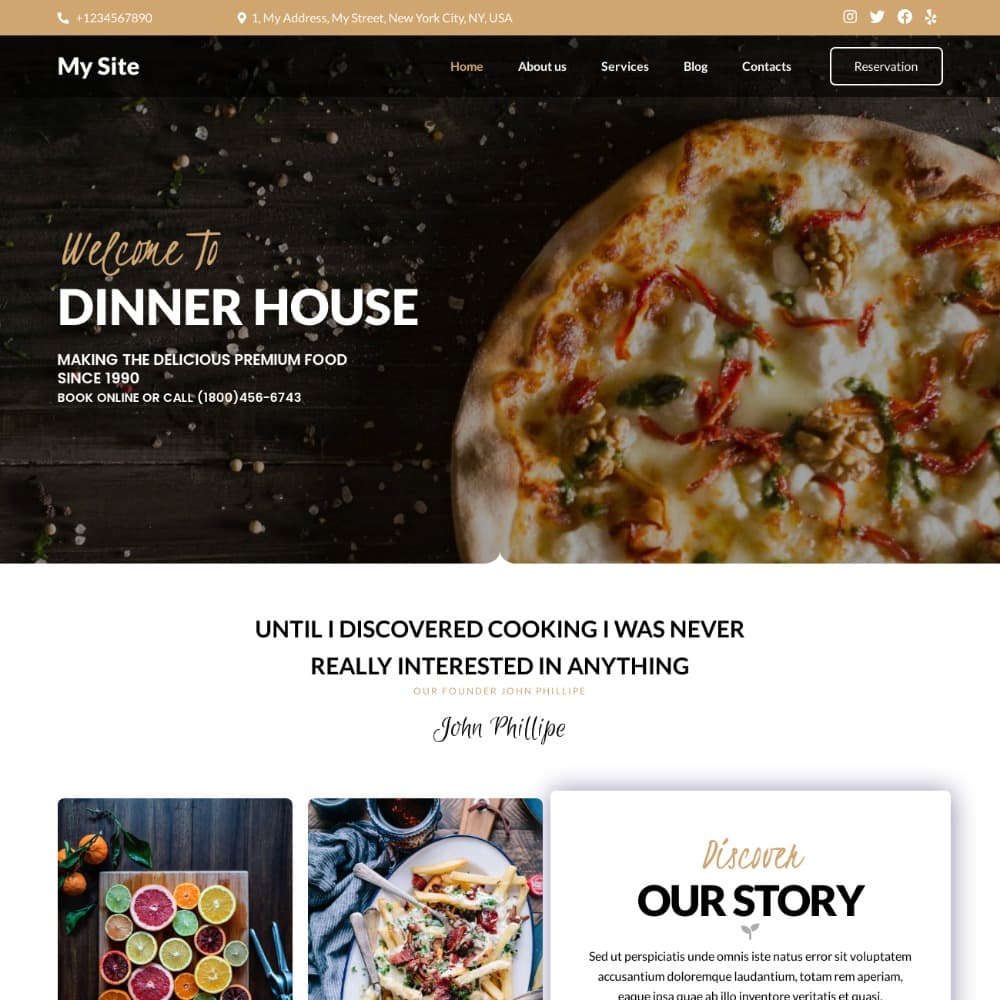 +1234567890
1, My Address, My Street, New York City, NY, USA
My Site
Home
About us
Services
Blog
Contacts
Reservation
Welcome To
DINNER HOUSE
MAKING THE DELICIOUS PREMIUM FOOD
SINCE 1990
BOOK ONLINE OR CALL (1800)456-6743
UNTIL I DISCOVERED COOKING I WAS NEVER
REALLY INTERESTED IN ANYTHING
OUR FOUNDER JOHN PHILLIPE
John Phillipe
Discover
OUR STORY
Sed ut perspiciatis unde omnis iste natus error sit voluptatem
accusantium doloremque laudantium, totam rem aperiam,
eaque ipsa quae ab illo inventore veritatis et quasi.